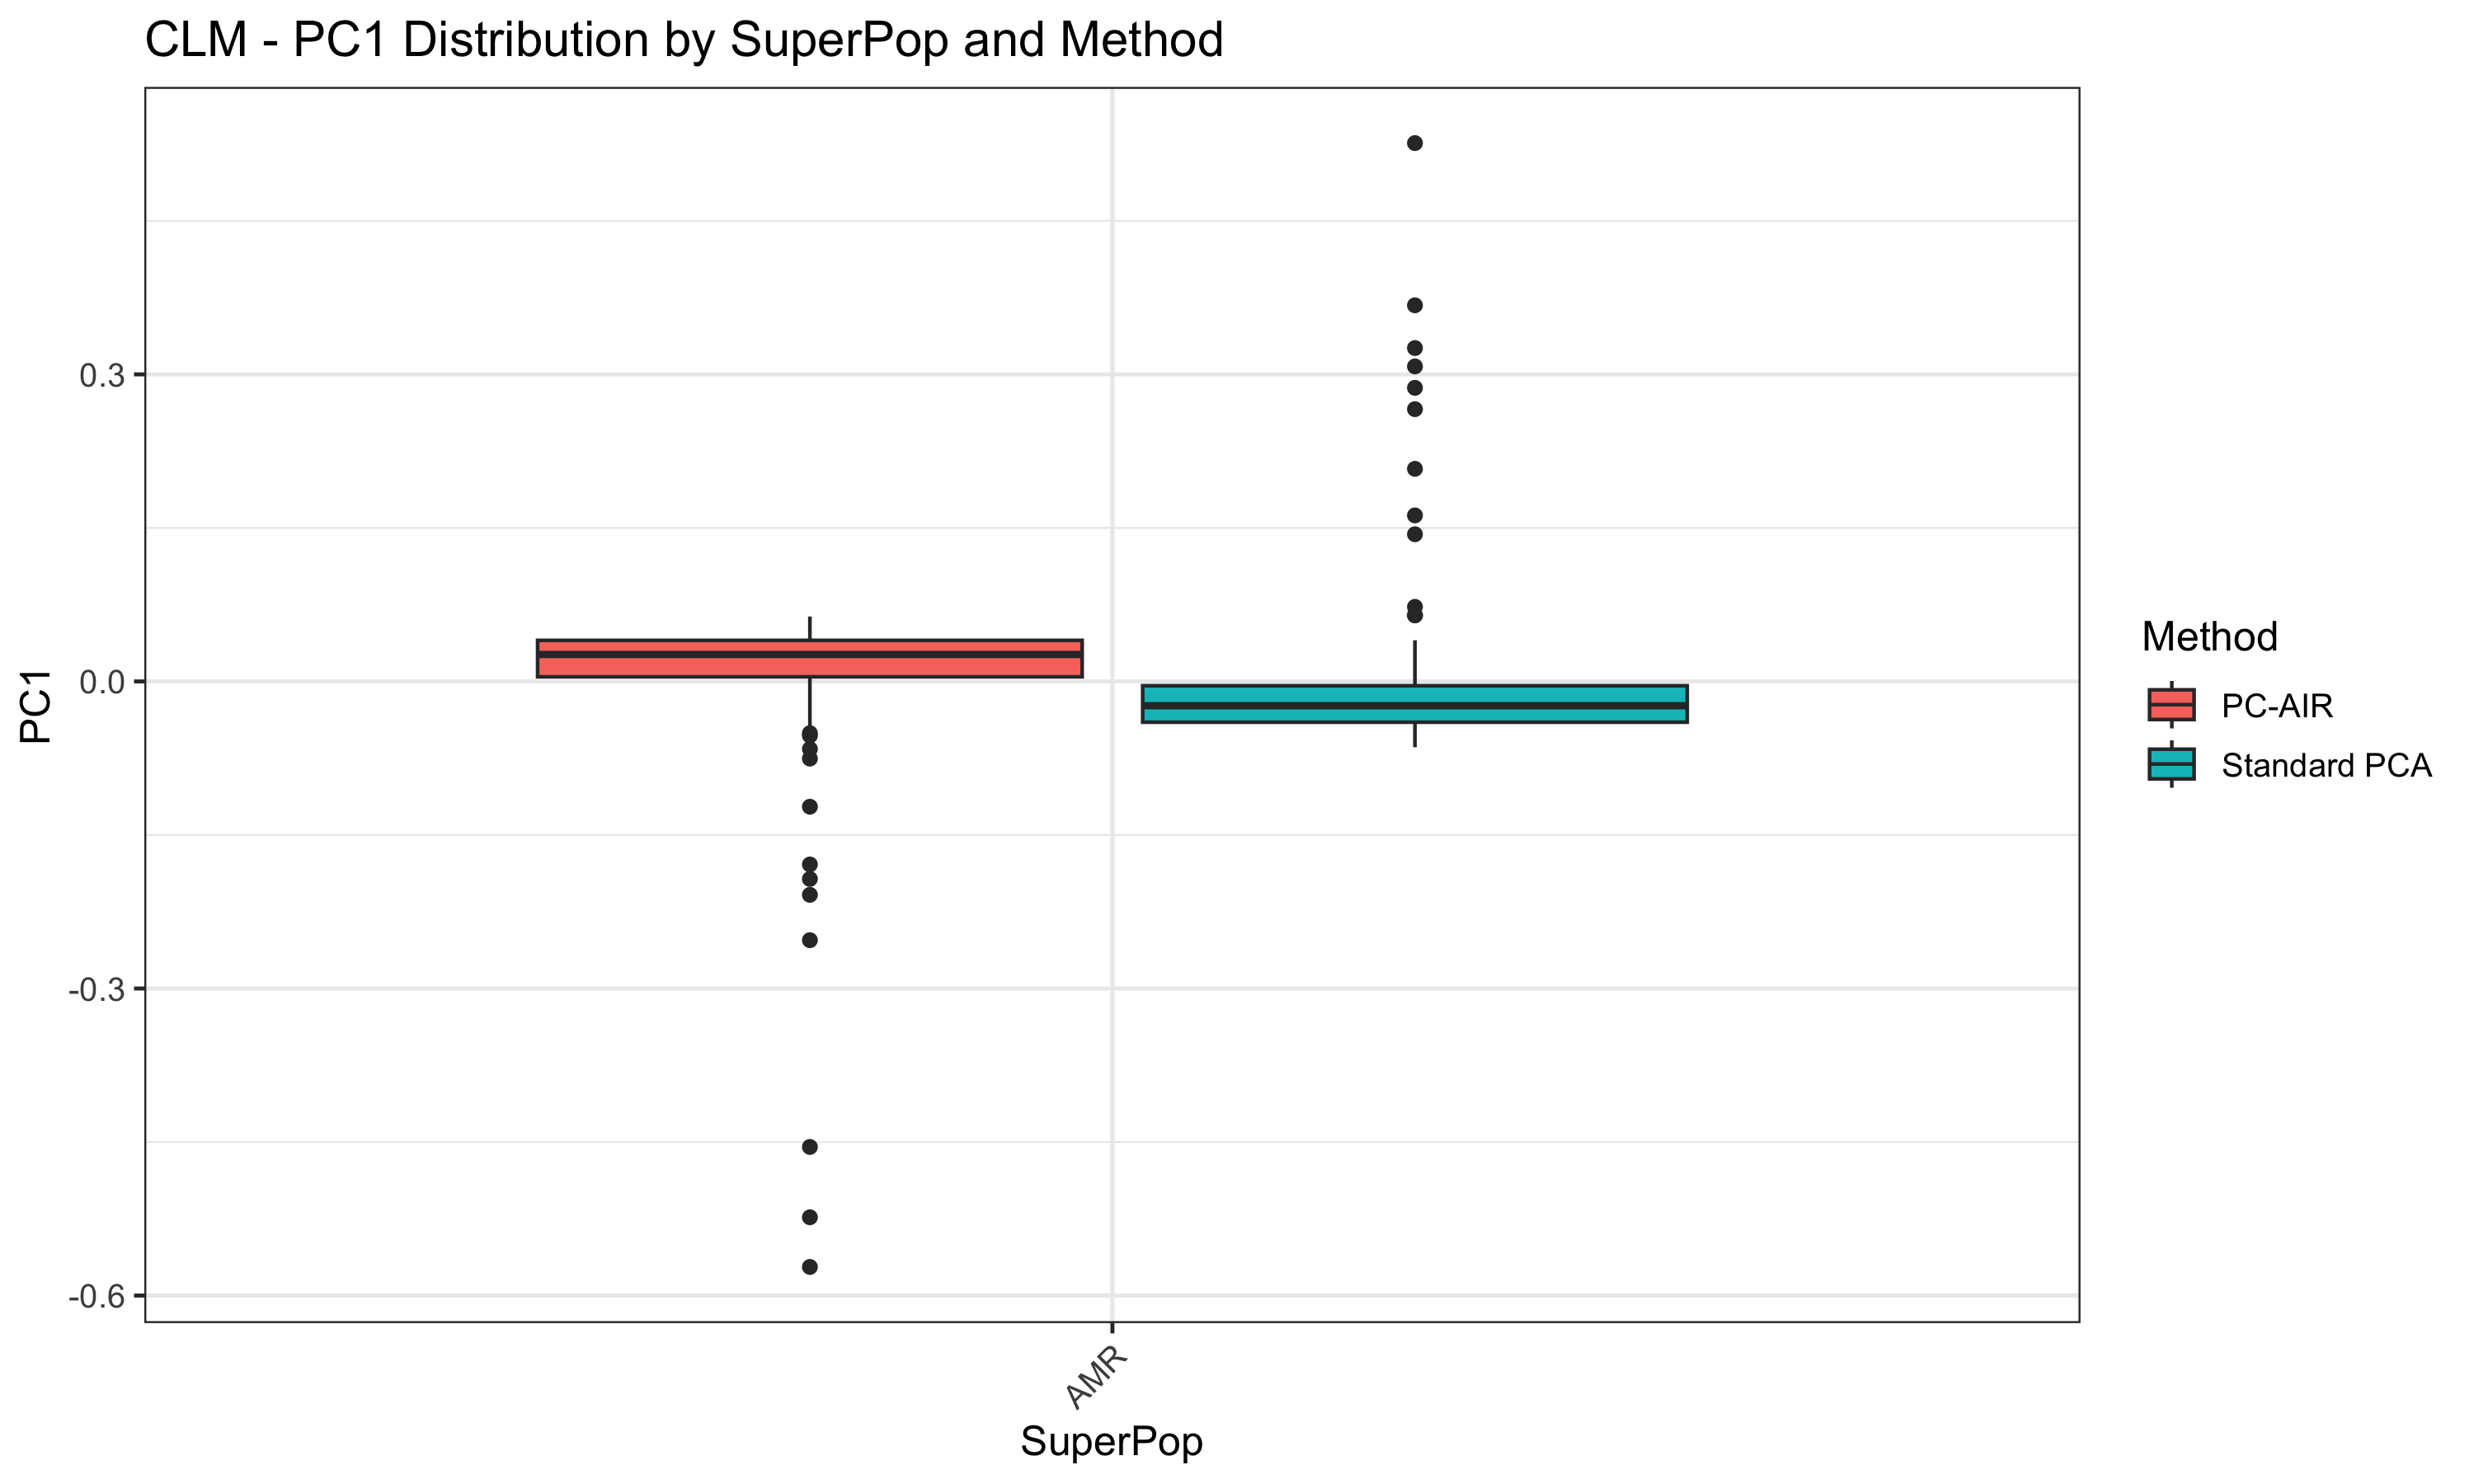 CLM - PC1 Distribution by SuperPop and Method
PC1
0.3
0.0
-0.3
-0.6
AMR
SuperPop
Method
PC-AIR
Standard PCA